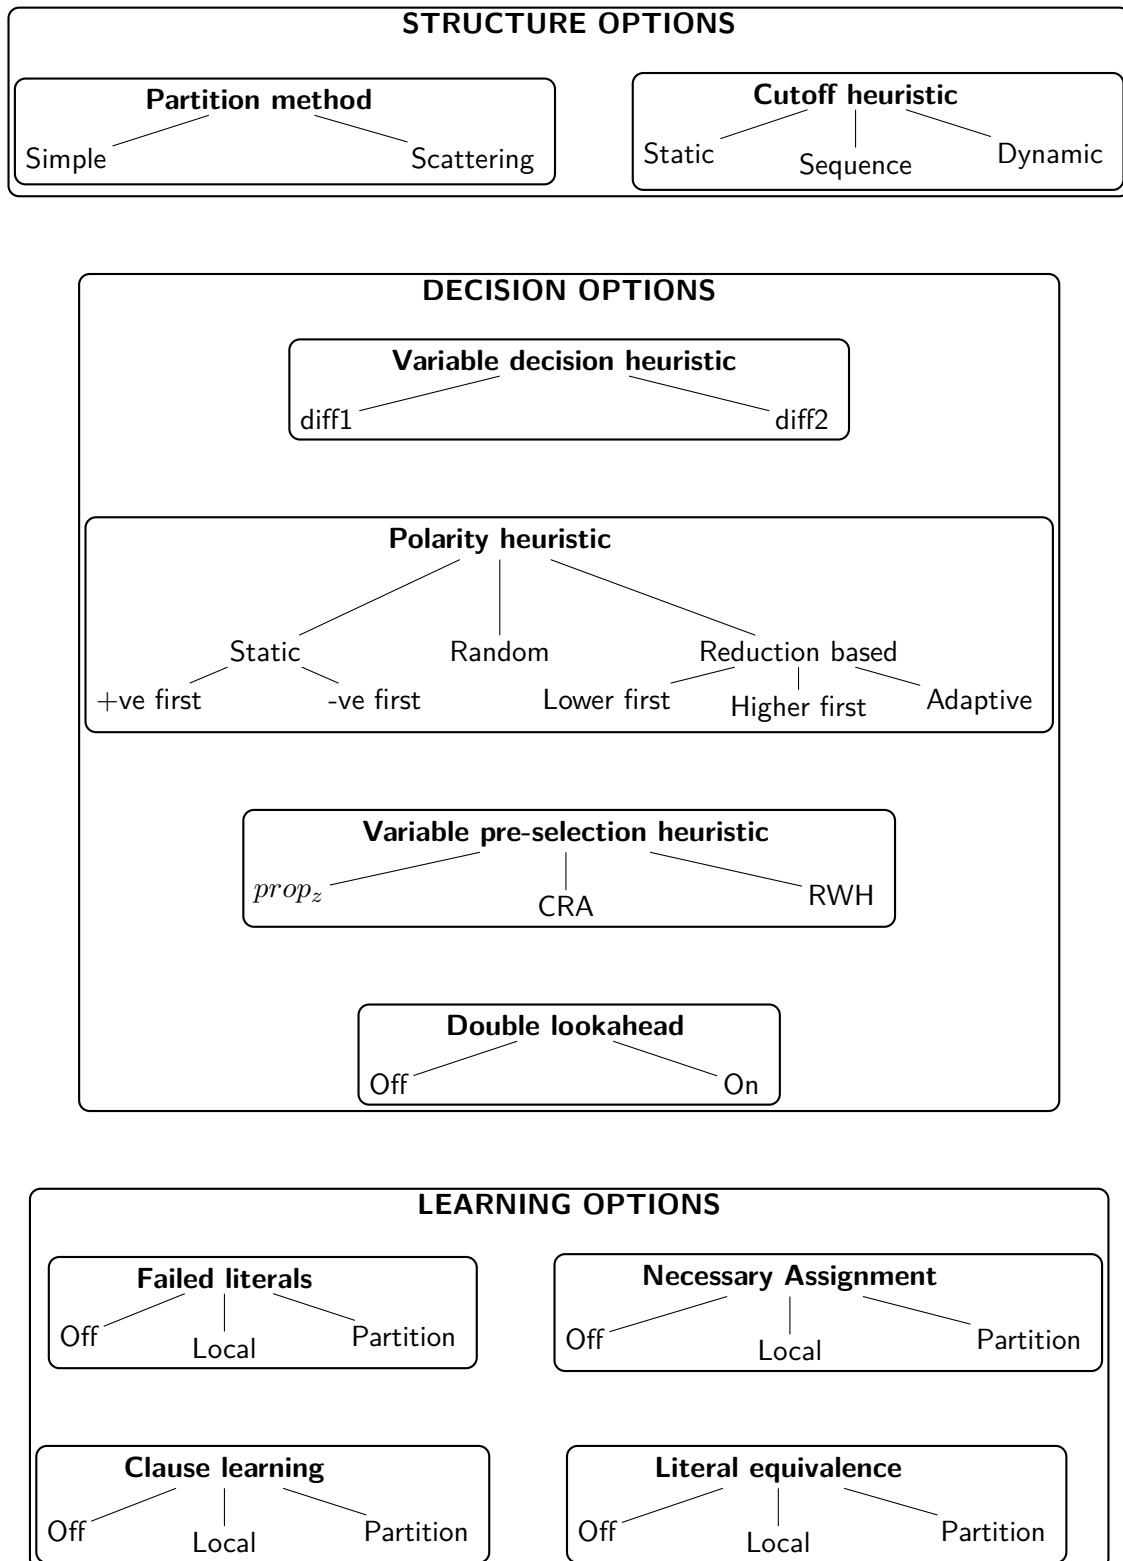 STRUCTURE OPTIONS
Partition method
Simple
Scattering
Cutoff heuristic
Static
Sequence
Dynamic
DECISION OPTIONS
Variable decision heuristic
diff1
diff2
Polarity heuristic
Static
Random
Reduction based
+ve first
-ve first
Lower first
Higher first
Adaptive
Variable pre-selection heuristic
prop_z
CRA
RWH
Double lookahead
Off
On
LEARNING OPTIONS
Failed literals
Off
Local
Partition
Necessary Assignment
Off
Local
Partition
Clause learning
Off
Local
Partition
Literal equivalence
Off
Local
Partition